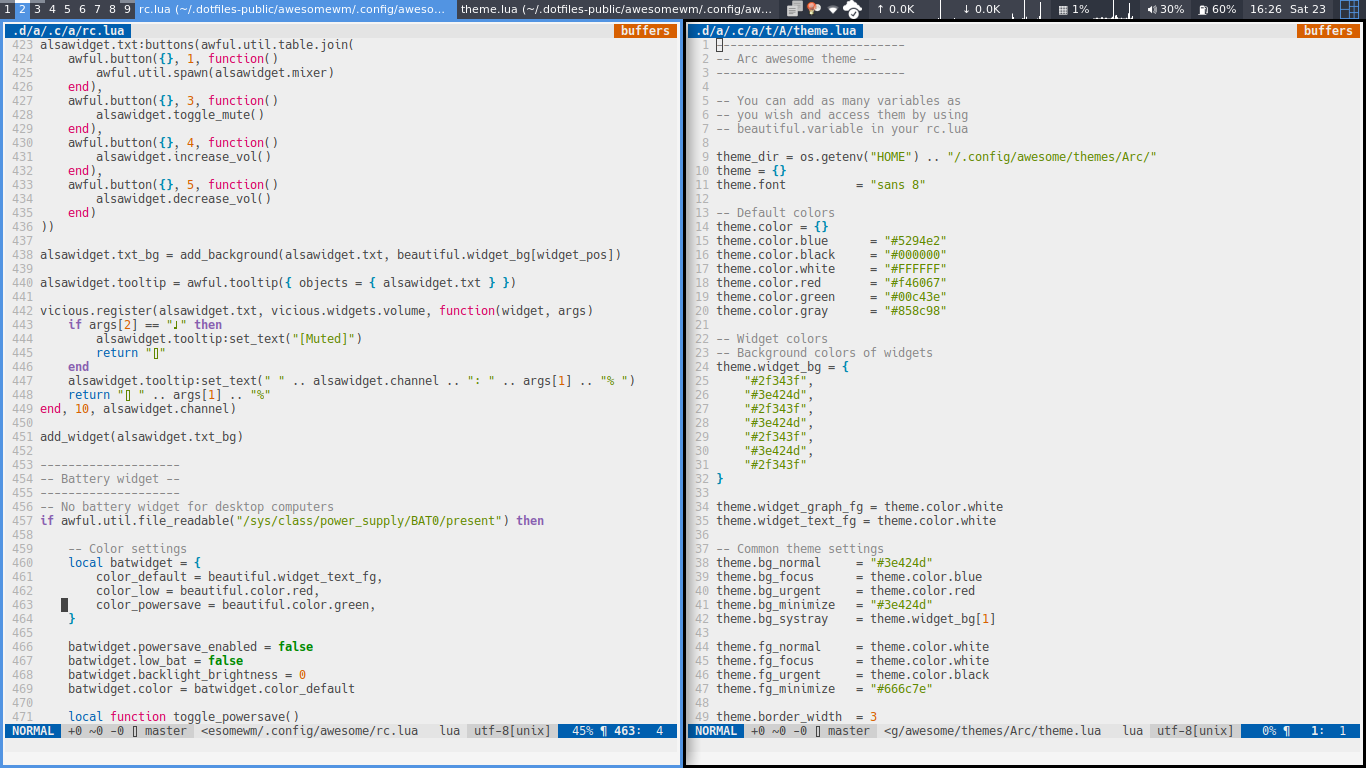 1 2 3 4 5 6 7 8 9 rc.lua (~/.dotfiles-public/awesomewm/.config/aweso... theme.lua (~/.dotfiles-public/awesomewm/.config/aw... ↑ 0.0K ↓ 0.0K 1% 30% 60% 16:26 Sat 23
.d/a/.c/a/rc.lua buffers
423 alsawidget.txt:buttons(awful.util.table.join(
424     awful.button({}, 1, function()
425         awful.util.spawn(alsawidget.mixer)
426     end),
427     awful.button({}, 3, function()
428         alsawidget.toggle_mute()
429     end),
430     awful.button({}, 4, function()
431         alsawidget.increase_vol()
432     end),
433     awful.button({}, 5, function()
434         alsawidget.decrease_vol()
435     end)
436 ))
437
438 alsawidget.txt_bg = add_background(alsawidget.txt, beautiful.widget_bg[widget_pos])
439
440 alsawidget.tooltip = awful.tooltip({ objects = { alsawidget.txt } })
441
442 vicious.register(alsawidget.txt, vicious.widgets.volume, function(widget, args)
443     if args[2] == "♩" then
444         alsawidget.tooltip:set_text("[Muted]")
445         return "▯"
446     end
447     alsawidget.tooltip:set_text(" " .. alsawidget.channel .. ": " .. args[1] .. "% ")
448     return "▯ " .. args[1] .. "%"
449 end, 10, alsawidget.channel)
450
451 add_widget(alsawidget.txt_bg)
452
453 --------------------
454 -- Battery widget --
455 --------------------
456 -- No battery widget for desktop computers
457 if awful.util.file_readable("/sys/class/power_supply/BAT0/present") then
458
459     -- Color settings
460     local batwidget = {
461         color_default = beautiful.widget_text_fg,
462         color_low = beautiful.color.red,
463         color_powersave = beautiful.color.green,
464     }
465
466     batwidget.powersave_enabled = false
467     batwidget.low_bat = false
468     batwidget.backlight_brightness = 0
469     batwidget.color = batwidget.color_default
470
471     local function toggle_powersave()
NORMAL +0 ~0 -0 ▯ master <esomewm/.config/awesome/rc.lua lua utf-8[unix] 45% ¶ 463: 4
.d/a/.c/a/t/A/theme.lua buffers
1 ---------------------------
2 -- Arc awesome theme --
3 ---------------------------
4
5 -- You can add as many variables as
6 -- you wish and access them by using
7 -- beautiful.variable in your rc.lua
8
9 theme_dir = os.getenv("HOME") .. "/.config/awesome/themes/Arc/"
10 theme = {}
11 theme.font          = "sans 8"
12
13 -- Default colors
14 theme.color = {}
15 theme.color.blue      = "#5294e2"
16 theme.color.black     = "#000000"
17 theme.color.white     = "#FFFFFF"
18 theme.color.red       = "#f46067"
19 theme.color.green     = "#00c43e"
20 theme.color.gray      = "#858c98"
21
22 -- Widget colors
23 -- Background colors of widgets
24 theme.widget_bg = {
25     "#2f343f",
26     "#3e424d",
27     "#2f343f",
28     "#3e424d",
29     "#2f343f",
30     "#3e424d",
31     "#2f343f"
32 }
33
34 theme.widget_graph_fg = theme.color.white
35 theme.widget_text_fg = theme.color.white
36
37 -- Common theme settings
38 theme.bg_normal     = "#3e424d"
39 theme.bg_focus      = theme.color.blue
40 theme.bg_urgent     = theme.color.red
41 theme.bg_minimize   = "#3e424d"
42 theme.bg_systray    = theme.widget_bg[1]
43
44 theme.fg_normal     = theme.color.white
45 theme.fg_focus      = theme.color.white
46 theme.fg_urgent     = theme.color.black
47 theme.fg_minimize   = "#666c7e"
48
49 theme.border_width  = 3
NORMAL +0 ~0 -0 ▯ master <g/awesome/themes/Arc/theme.lua lua utf-8[unix] 0% ¶ 1: 1